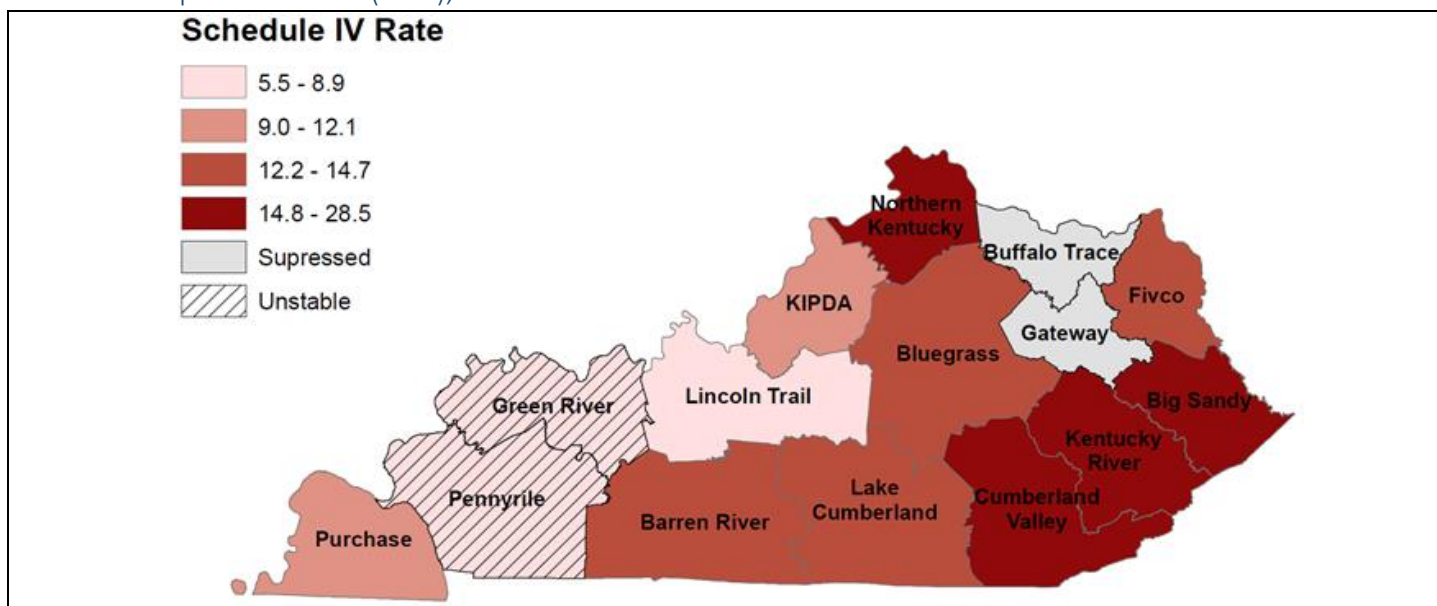 Schedule IV Rate
5.5 - 8.9
9.0 - 12.1
12.2 - 14.7
14.8 - 28.5
Supressed
Unstable
Northern
Kentucky
Buffalo Trace
Fivco
KIPDA
Gateway
Bluegrass
Lincoln Trail
Green River
Big Sandy
Kentucky
River
Pennyrile
Lake
Cumberland
Cumberland
Valley
Barren River
Purchase